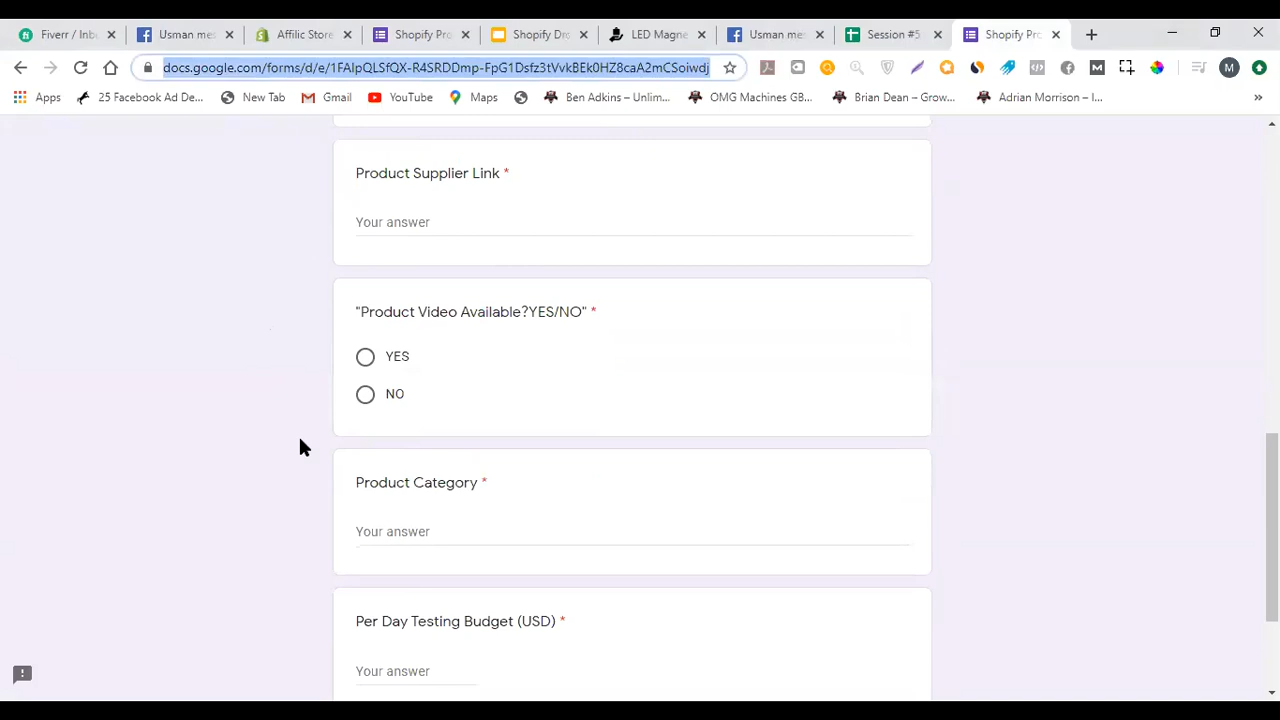 Fiverr / Inb
Usman me
Affilic Store
Shopify Pro
Shopify Dro
LED Magne
Usman me
Session #5
Shopify Pro
docs.google.com/forms/d/e/1FAIpQLSfQX-R4SRDDmp-FpG1Dsfz3tVvkBEk0HZ8caA2mCSoiwdj
M
M
Apps
25 Facebook Ad De...
New Tab
Gmail
YouTube
Maps
Ben Adkins – Unlim...
OMG Machines GB...
Brian Dean – Grow...
Adrian Morrison – I...
»
Product Supplier Link *
Your answer
"Product Video Available?YES/NO" *
YES
NO
Product Category *
Your answer
Per Day Testing Budget (USD) *
Your answer